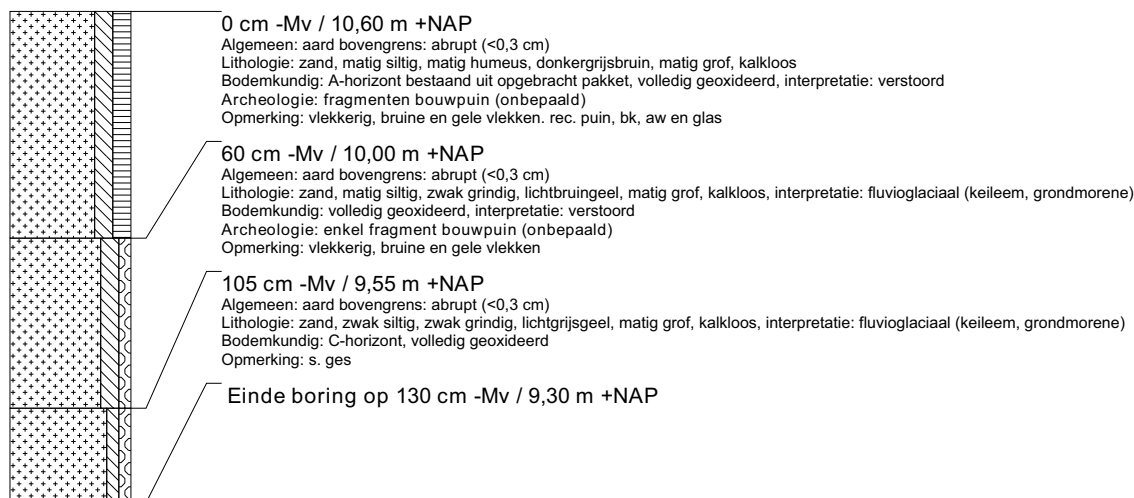 0 cm -Mv / 10,60 m +NAP
Algemeen: aard bovengrens: abrupt (<0,3 cm)
Lithologie: zand, matig siltig, matig humeus, donkergrijsbruin, matig grof, kalkloos
Bodemkundig: A-horizont bestaand uit opgebracht pakket, volledig geoxideerd, interpretatie: verstoord
Archeologie: fragmenten bouwpuin (onbepaald)
Opmerking: vlekkerig, bruine en gele vlekken. rec. puin, bk, aw en glas
60 cm -Mv / 10,00 m +NAP
Algemeen: aard bovengrens: abrupt (<0,3 cm)
Lithologie: zand, matig siltig, zwak grindig, lichtbruingeel, matig grof, kalkloos, interpretatie: fluvioglaciaal (keileem, grondmorene)
Bodemkundig: volledig geoxideerd, interpretatie: verstoord
Archeologie: enkel fragment bouwpuin (onbepaald)
Opmerking: vlekkerig, bruine en gele vlekken
105 cm -Mv / 9,55 m +NAP
Algemeen: aard bovengrens: abrupt (<0,3 cm)
Lithologie: zand, zwak siltig, zwak grindig, lichtgrijsgeel, matig grof, kalkloos, interpretatie: fluvioglaciaal (keileem, grondmorene)
Bodemkundig: C-horizont, volledig geoxideerd
Opmerking: s. ges
Einde boring op 130 cm -Mv / 9,30 m +NAP